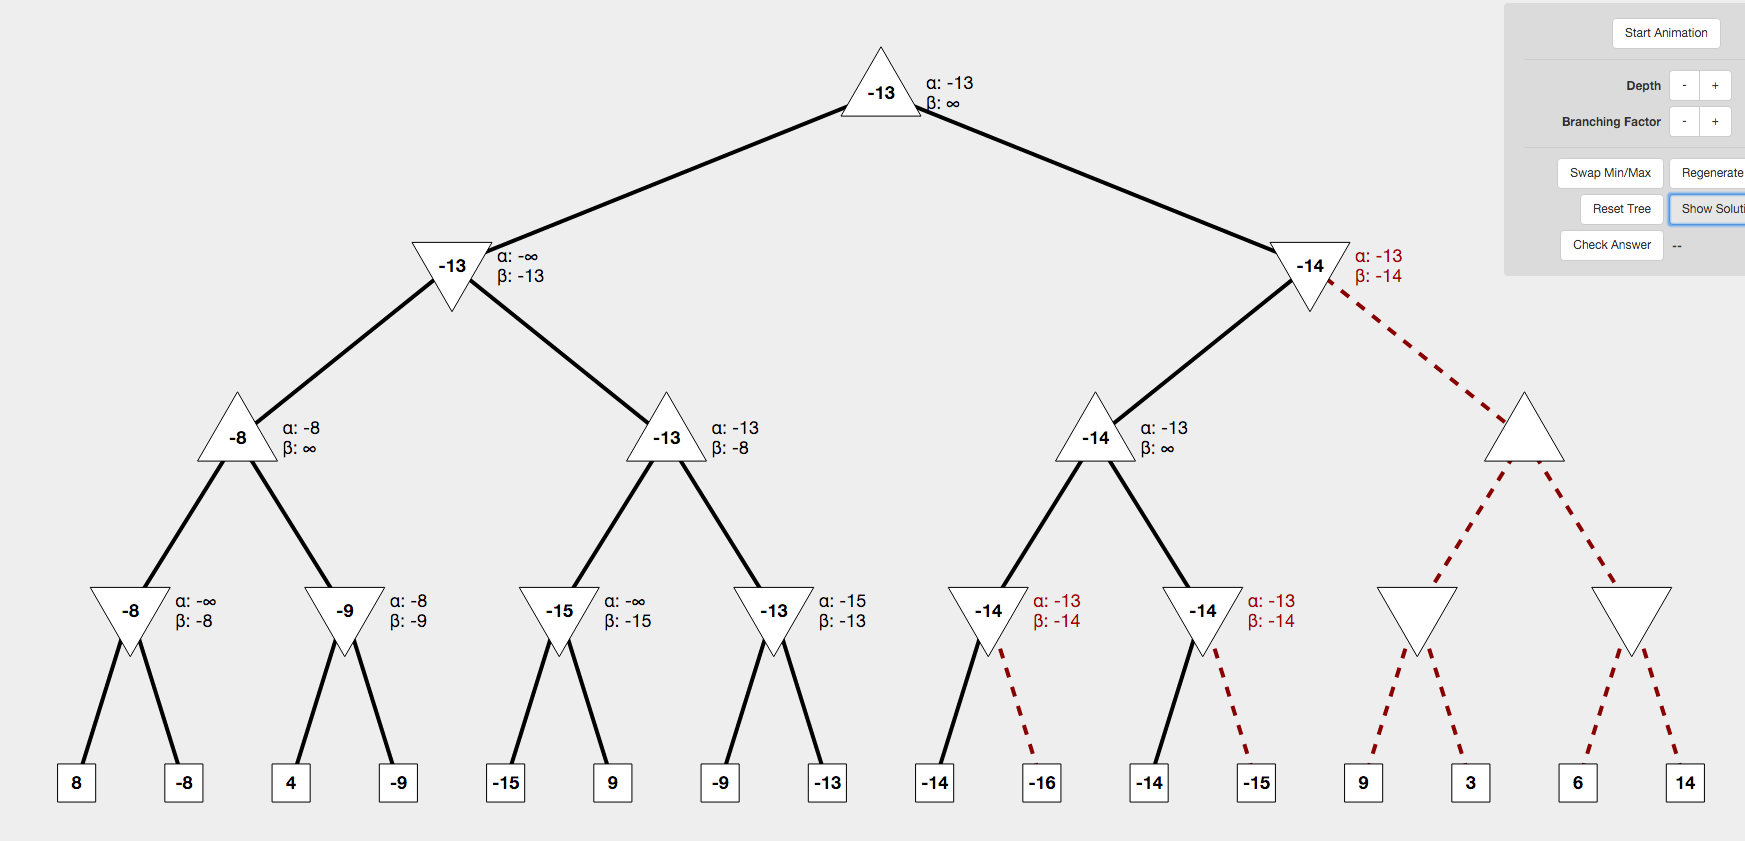 Start Animation
Depth - +
Branching Factor - +
Swap Min/Max Regenerate
Reset Tree Show Soluti
Check Answer --
-13 α: -13
β: ∞
-13 α: -∞
β: -13
-14 α: -13
β: -14
-8 α: -8
β: ∞
-13 α: -13
β: -8
-14 α: -13
β: ∞
-8 α: -∞
β: -8
-9 α: -8
β: -9
-15 α: -∞
β: -15
-13 α: -15
β: -13
-14 α: -13
β: -14
-14 α: -13
β: -14
8 -8 4 -9 -15 9 -9 -13 -14 -16 -14 -15 9 3 6 14